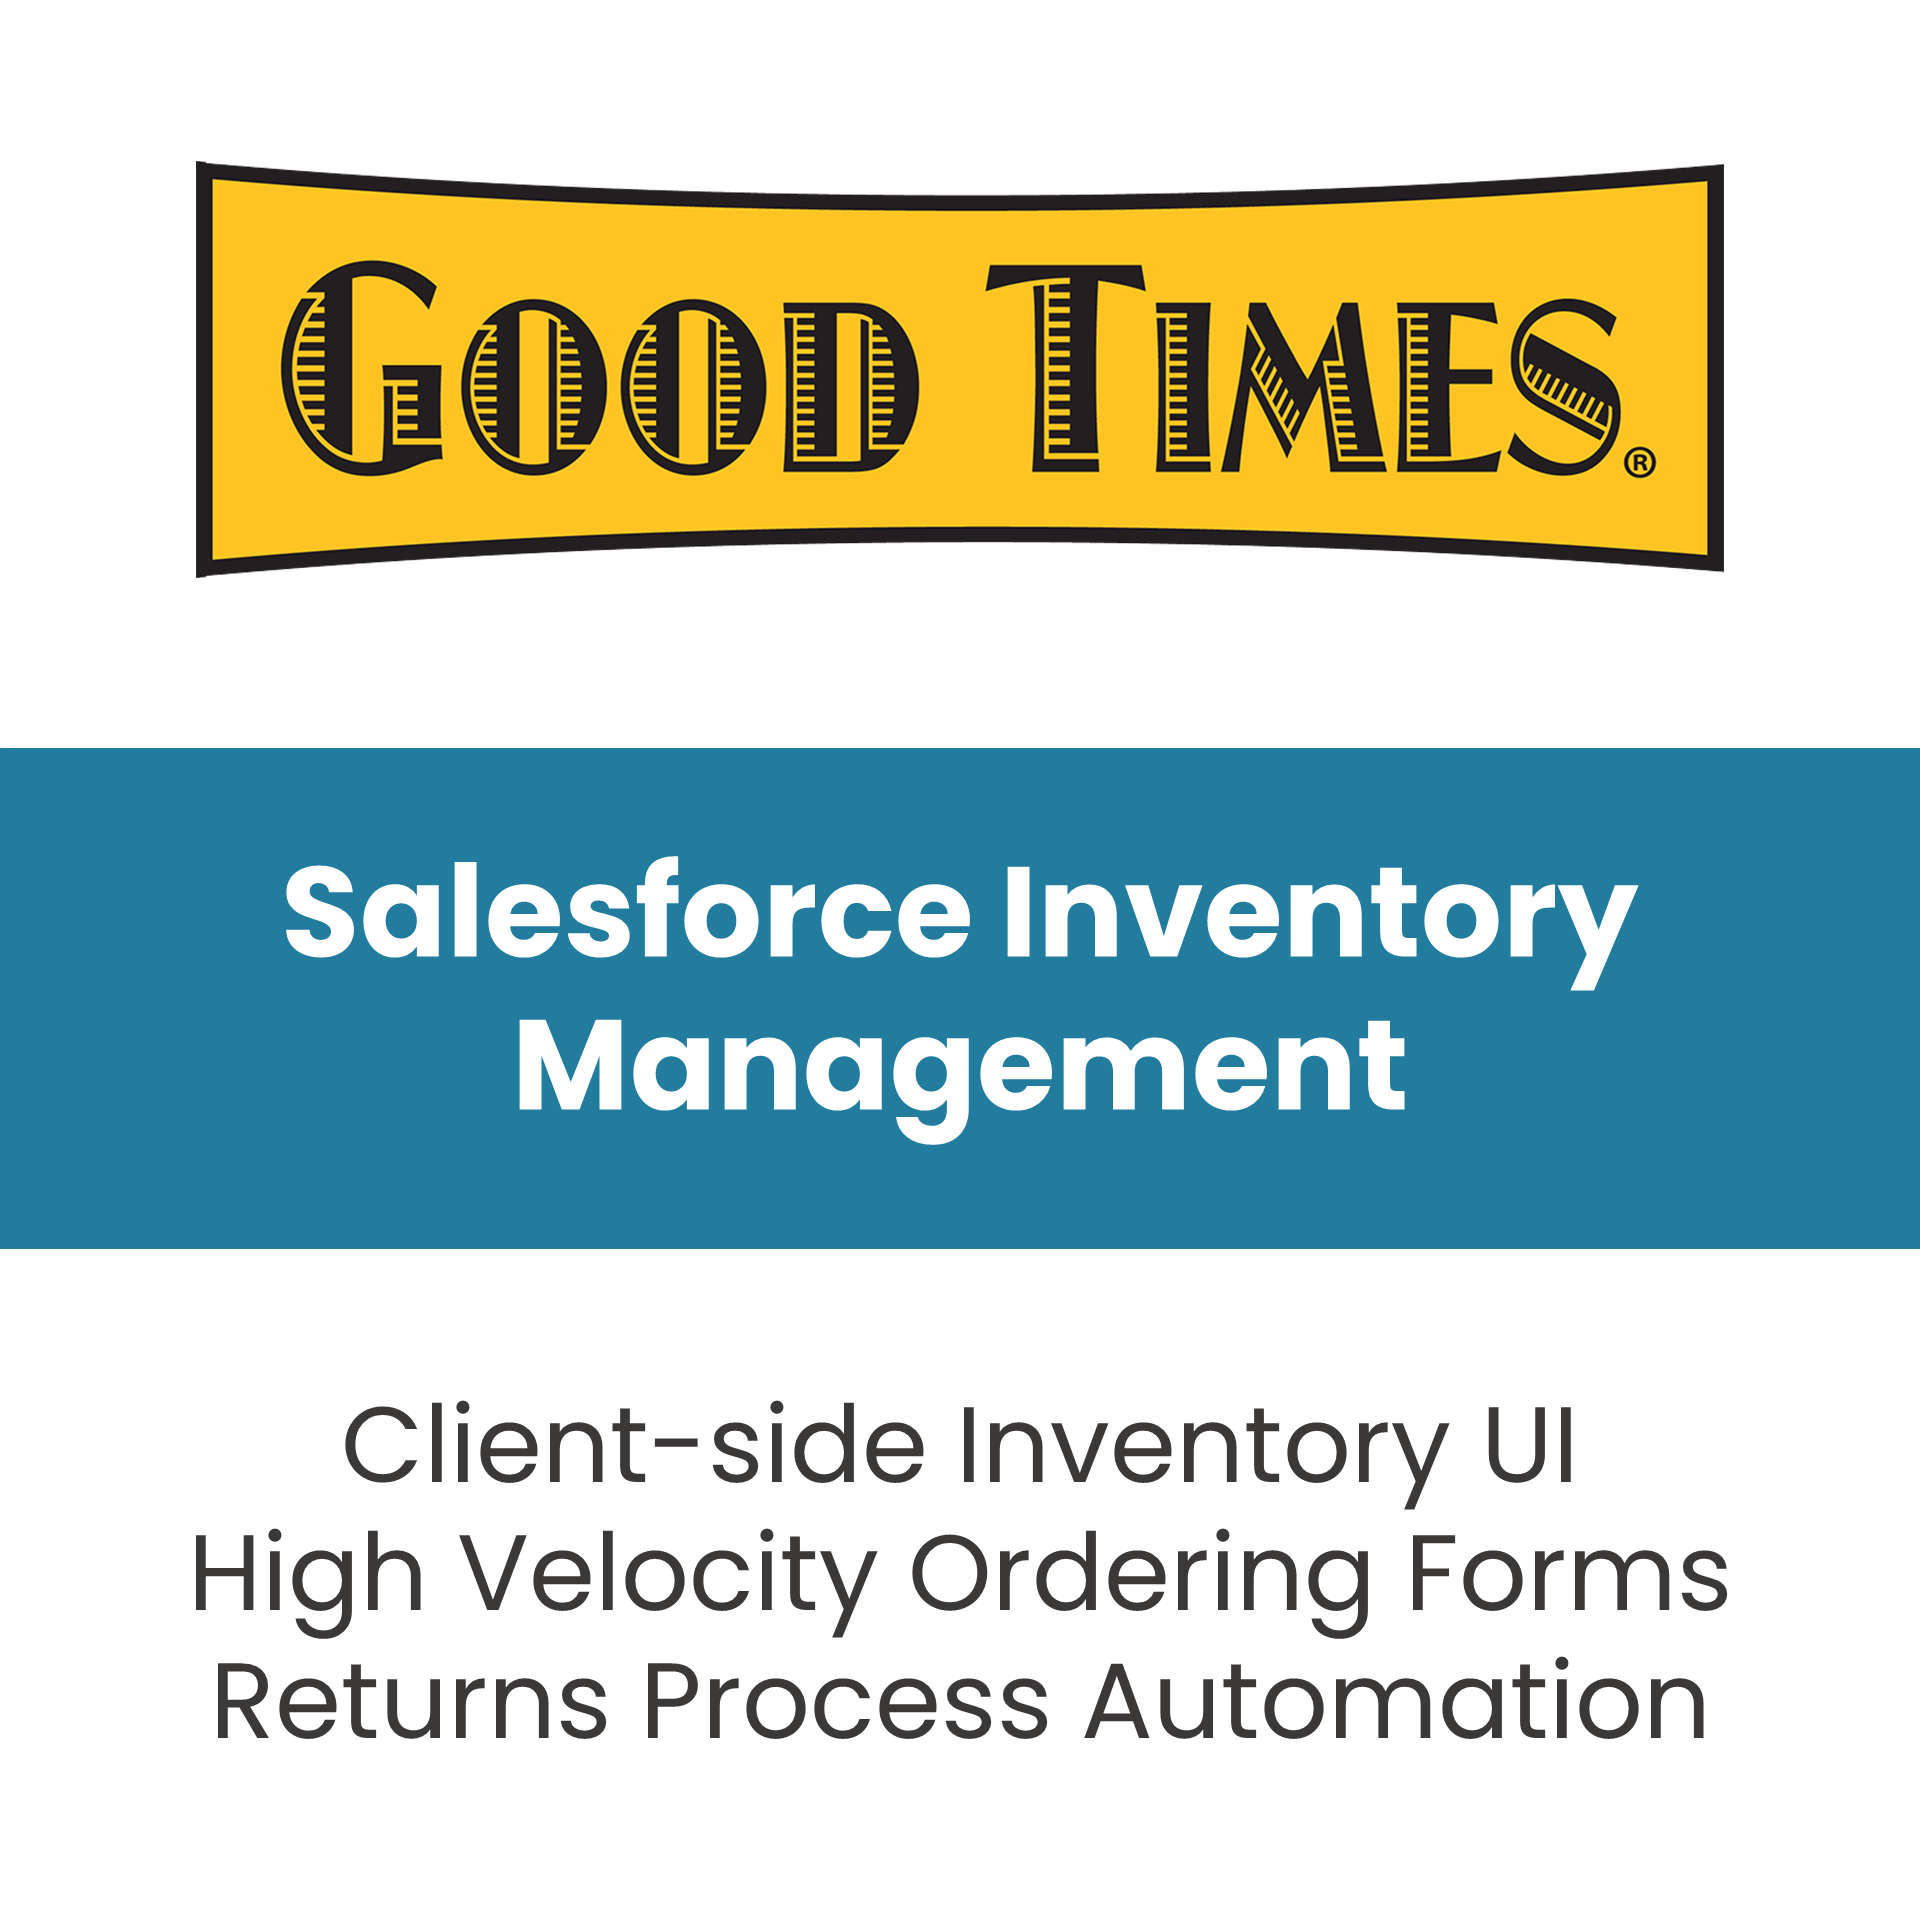 GOOD TIMES®
Salesforce Inventory
Management
Client-side Inventory UI
High Velocity Ordering Forms
Returns Process Automation